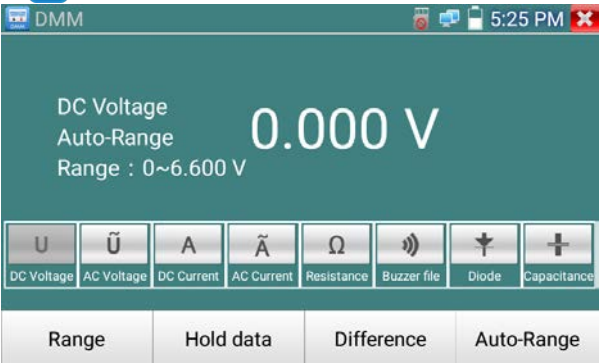 DMM 5:25 PM
DC Voltage
Auto-Range
Range : 0~6.600 V
0.000 V
U Ũ A Ã Ω
DC Voltage AC Voltage DC Current AC Current Resistance Buzzer file Diode Capacitance
Range Hold data Difference Auto-Range